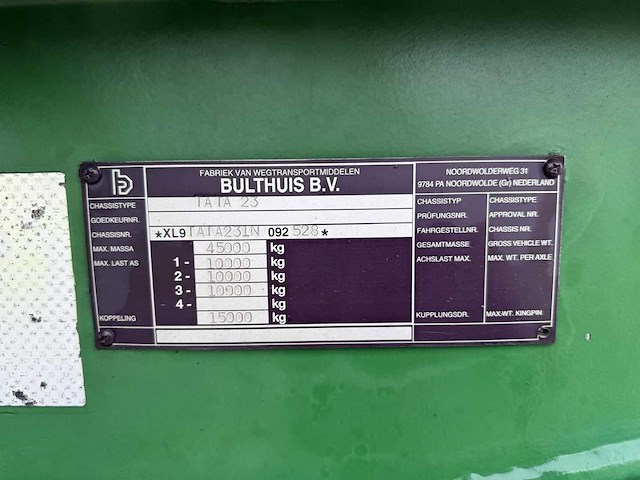 FABRIEK VAN WEGTRANSPORTMIDDELEN
BULTHUIS B.V.
NOORDWOLDERWEG 31
9784 PA NOORDWOLDE (Gr) NEDERLAND
CHASSISTYPE TATA 23 CHASSISTYP CHASSISTYPE
GOEDKEURNR. PRÜFUNGSNR. APPROVAL NR.
CHASSISNR. *XL9TATA231N 092528* FAHRGESTELLNR. CHASSIS NR.
MAX. MASSA 45000 kg GESAMTMASSE GROSS VEHICLE WT.
MAX. LAST AS 1- 10000 kg ACHSLAST MAX. MAX. WT. PER AXLE
2- 10000 kg
3- 10900 kg
4-
KOPPELING 15000 kg KUPPLUNGSDR. MAX.WT. KINGPIN